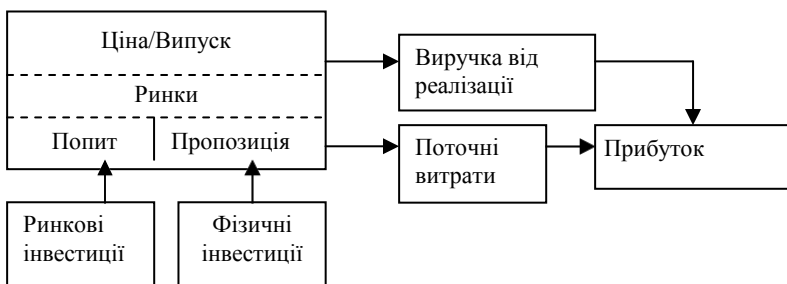 Ціна/Випуск
Ринки
Попит
Пропозиція
Виручка від
реалізації
Поточні
витрати
Прибуток
Ринкові
інвестиції
Фізичні
інвестиції